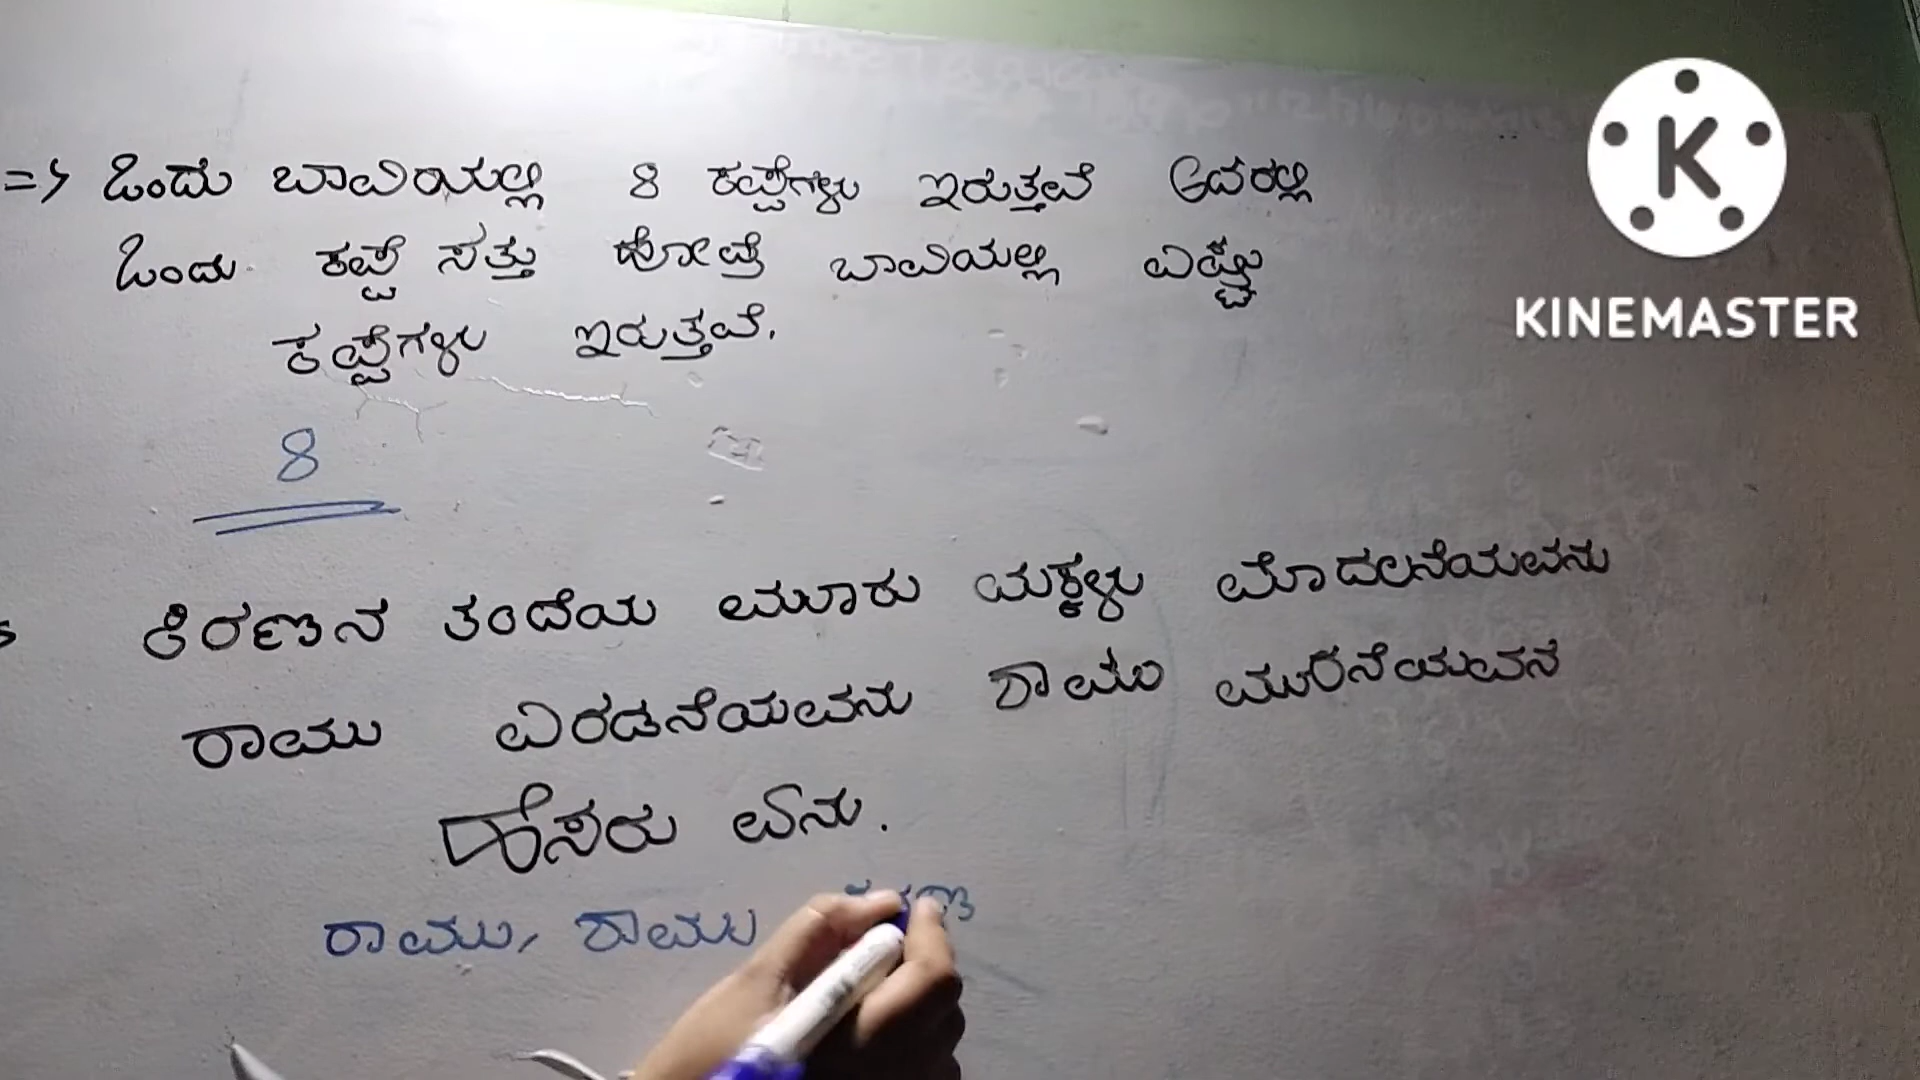 => ಒಂದು ಬಾವಿಯಲ್ಲಿ 8 ಕಪ್ಪೆಗಳು ಇರುತ್ತವೆ ಅದರಲ್ಲಿ
ಒಂದು ಕಪ್ಪೆ ಸತ್ತು ಹೋದ್ರೆ ಬಾವಿಯಲ್ಲಿ ಎಷ್ಟು
ಕಪ್ಪೆಗಳು ಇರುತ್ತವೆ.
8
ಕಿರಣನ ತಂದೆಯ ಮೂರು ಮಕ್ಕಳು ಮೊದಲನೆಯವನು
ರಾಮು ಎರಡನೆಯವನು ಶಾಮು ಮುರನೆಯವನ
ಹೆಸರು ಏನು.
ರಾಮು, ಶಾಮು
K
KINEMASTER